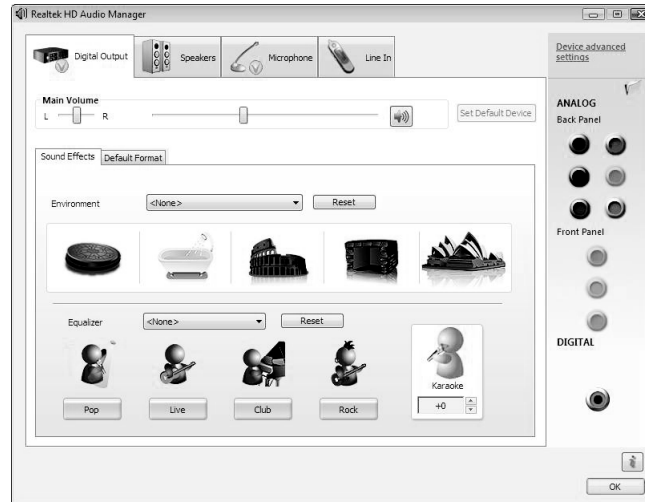 Realtek HD Audio Manager
Digital Output
Speakers
Microphone
Line In
Device advanced
settings
Main Volume
L
R
Set Default Device
ANALOG
Back Panel
Sound Effects
Default Format
Environment
<None>
Reset
Front Panel
Equalizer
<None>
Reset
DIGITAL
Karaoke
Pop
Live
Club
Rock
+0
OK